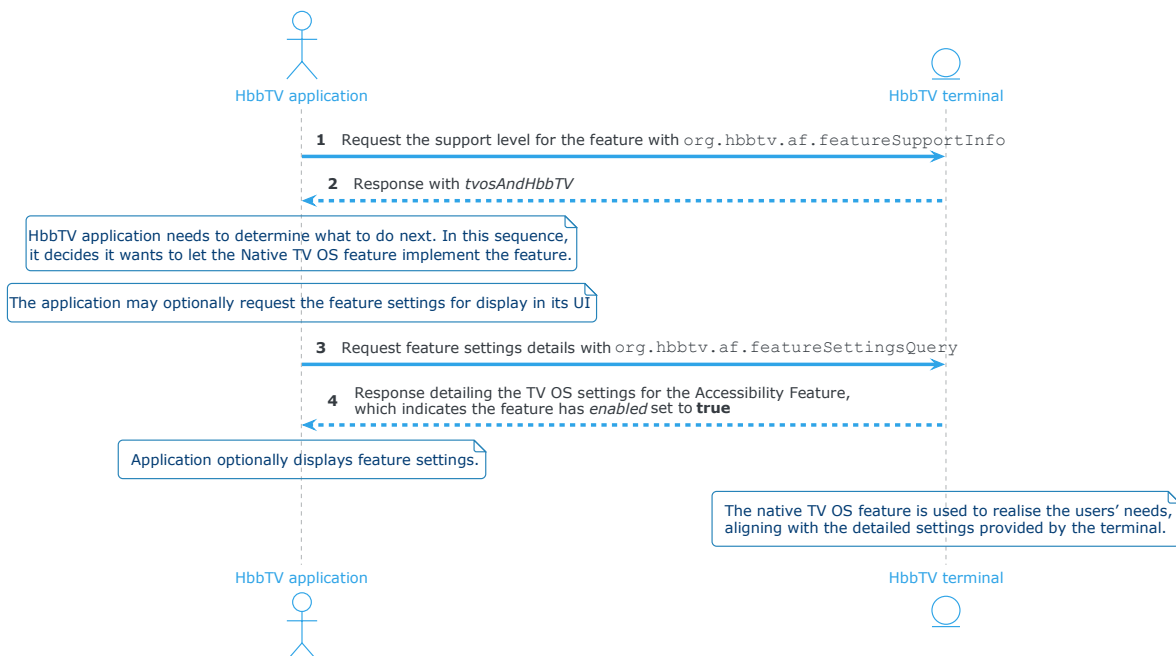 HbbTV application
HbbTV terminal
1 Request the support level for the feature with org.hbbtv.af.featureSupportInfo
2 Response with tvosAndHbbTV
HbbTV application needs to determine what to do next. In this sequence,
it decides it wants to let the Native TV OS feature implement the feature.
The application may optionally request the feature settings for display in its UI
3 Request feature settings details with org.hbbtv.af.featureSettingsQuery
4 Response detailing the TV OS settings for the Accessibility Feature,
which indicates the feature has enabled set to true
Application optionally displays feature settings.
The native TV OS feature is used to realise the users’ needs,
aligning with the detailed settings provided by the terminal.
HbbTV application
HbbTV terminal